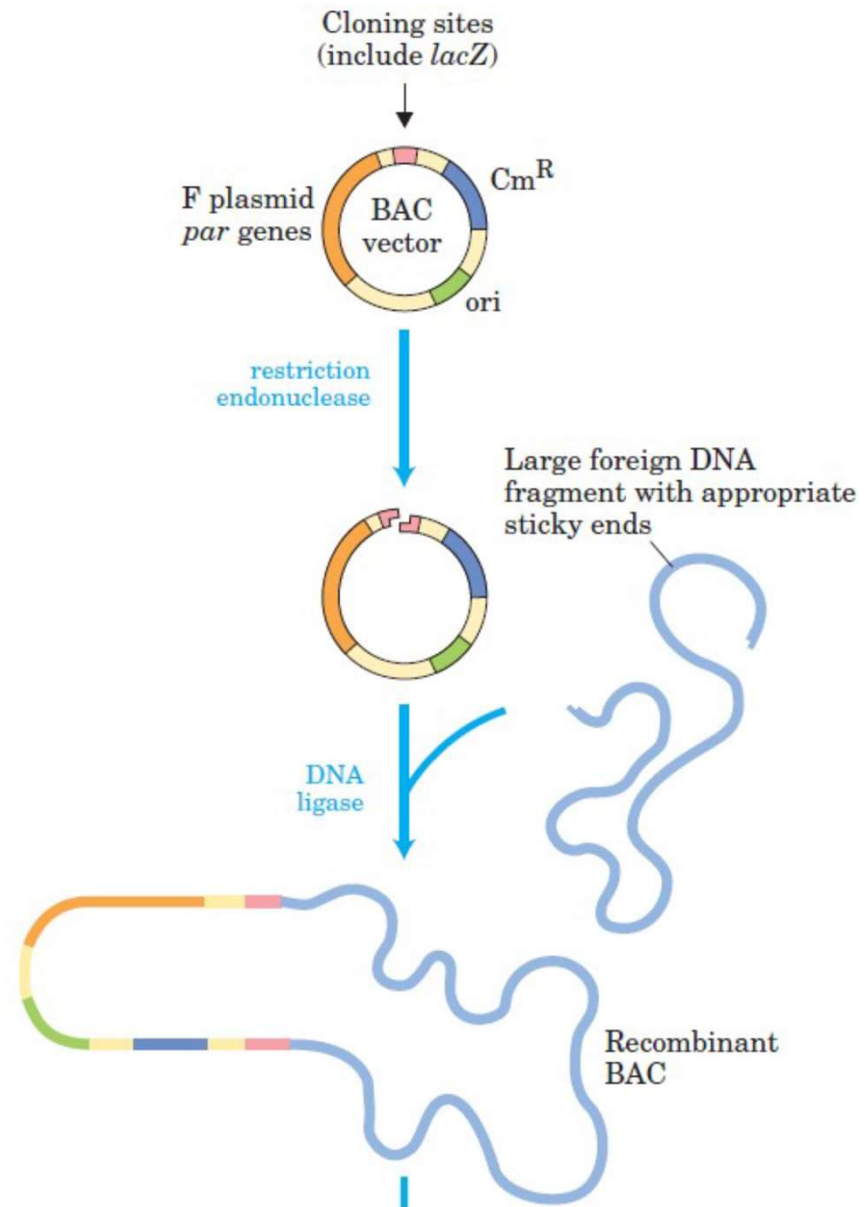 Cloning sites
(include lacZ)
F plasmid
par genes
BAC
vector
CmR
ori
restriction
endonuclease
Large foreign DNA
fragment with appropriate
sticky ends
DNA
ligase
Recombinant
BAC